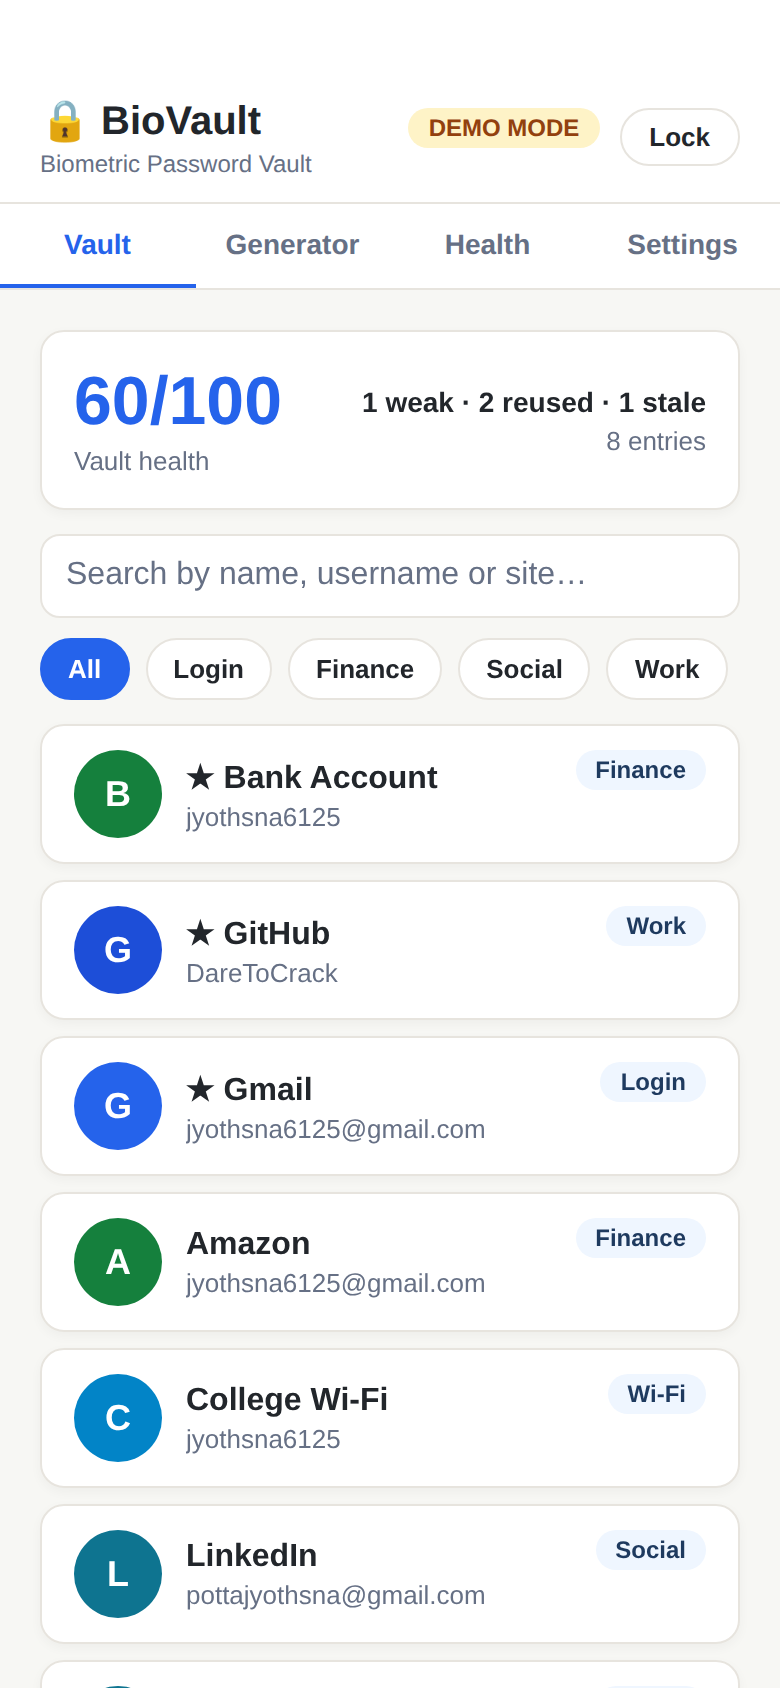 🔒 BioVault
Biometric Password Vault
DEMO MODE
Lock
Vault Generator Health Settings
60/100
Vault health
1 weak · 2 reused · 1 stale
8 entries
Search by name, username or site…
All Login Finance Social Work
B
★ Bank Account
jyothsna6125
Finance
G
★ GitHub
DareToCrack
Work
G
★ Gmail
jyothsna6125@gmail.com
Login
A
Amazon
jyothsna6125@gmail.com
Finance
C
College Wi-Fi
jyothsna6125
Wi-Fi
L
LinkedIn
pottajyothsna@gmail.com
Social